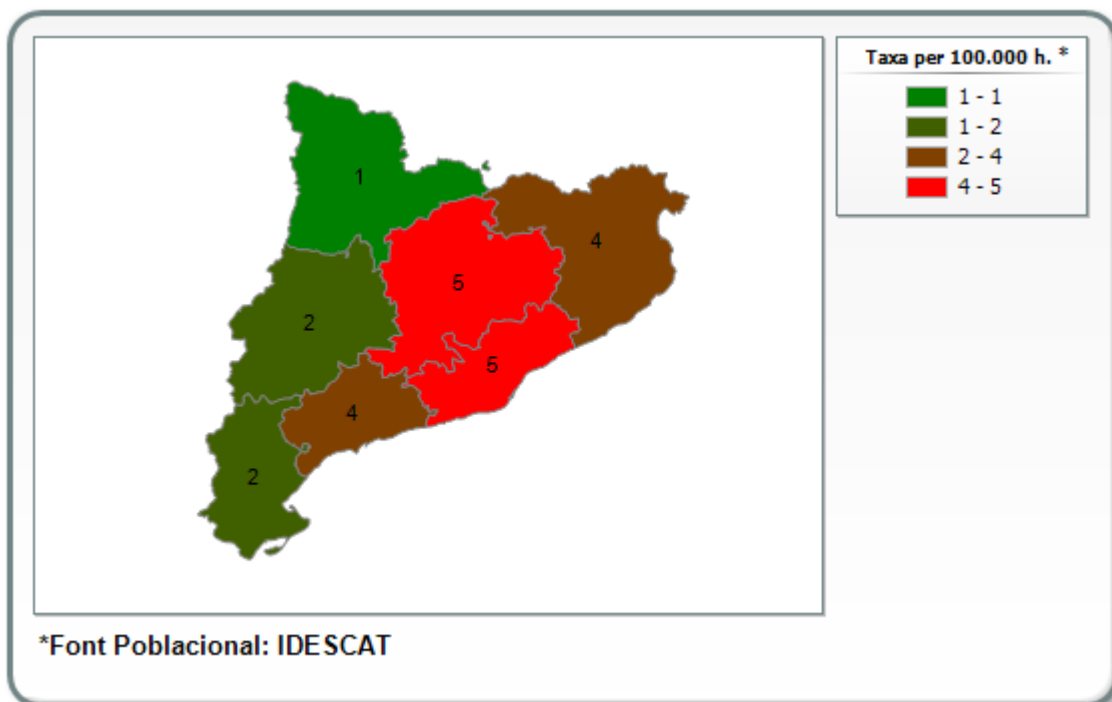 Taxa per 100.000 h. *
1 - 1
1 - 2
2 - 4
4 - 5
1
4
5
2
5
4
2
*Font Poblacional: IDESCAT